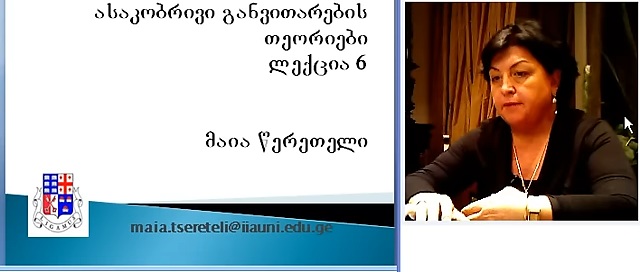 ასაკობრივი განვითარების
თეორიები
ლექცია 6
მაია წერეთელი
maia.tsereteli@iiauni.edu.ge